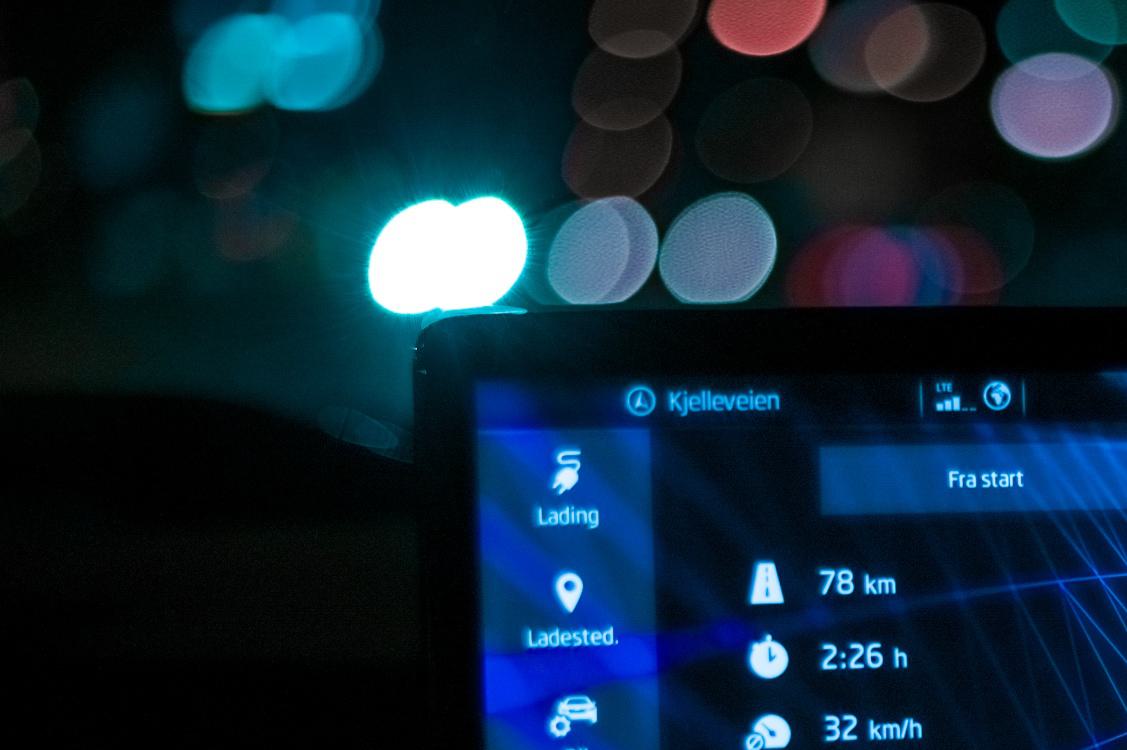 Kjelleveien
LTE
Fra start
Lading
78 km
Ladested.
2:26 h
32 km/h